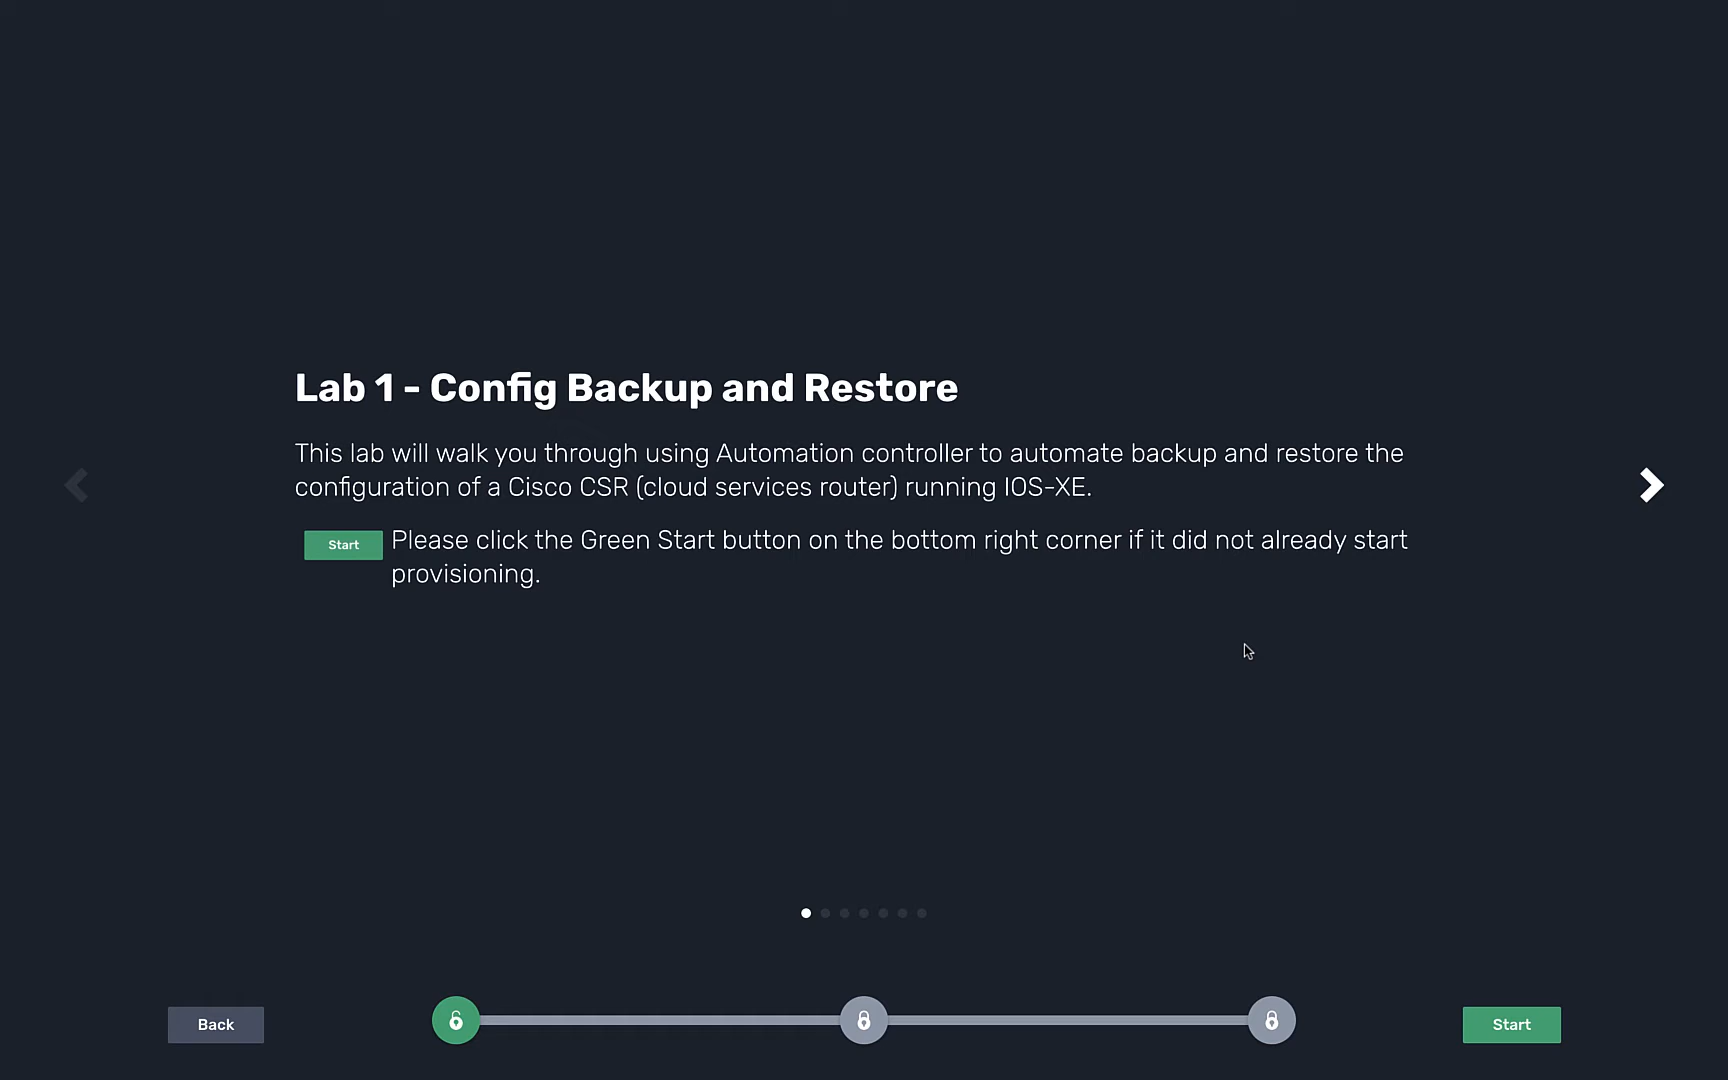 Lab 1 - Config Backup and Restore
This lab will walk you through using Automation controller to automate backup and restore the
configuration of a Cisco CSR (cloud services router) running IOS-XE.
Start Please click the Green Start button on the bottom right corner if it did not already start
provisioning.
Back
Start